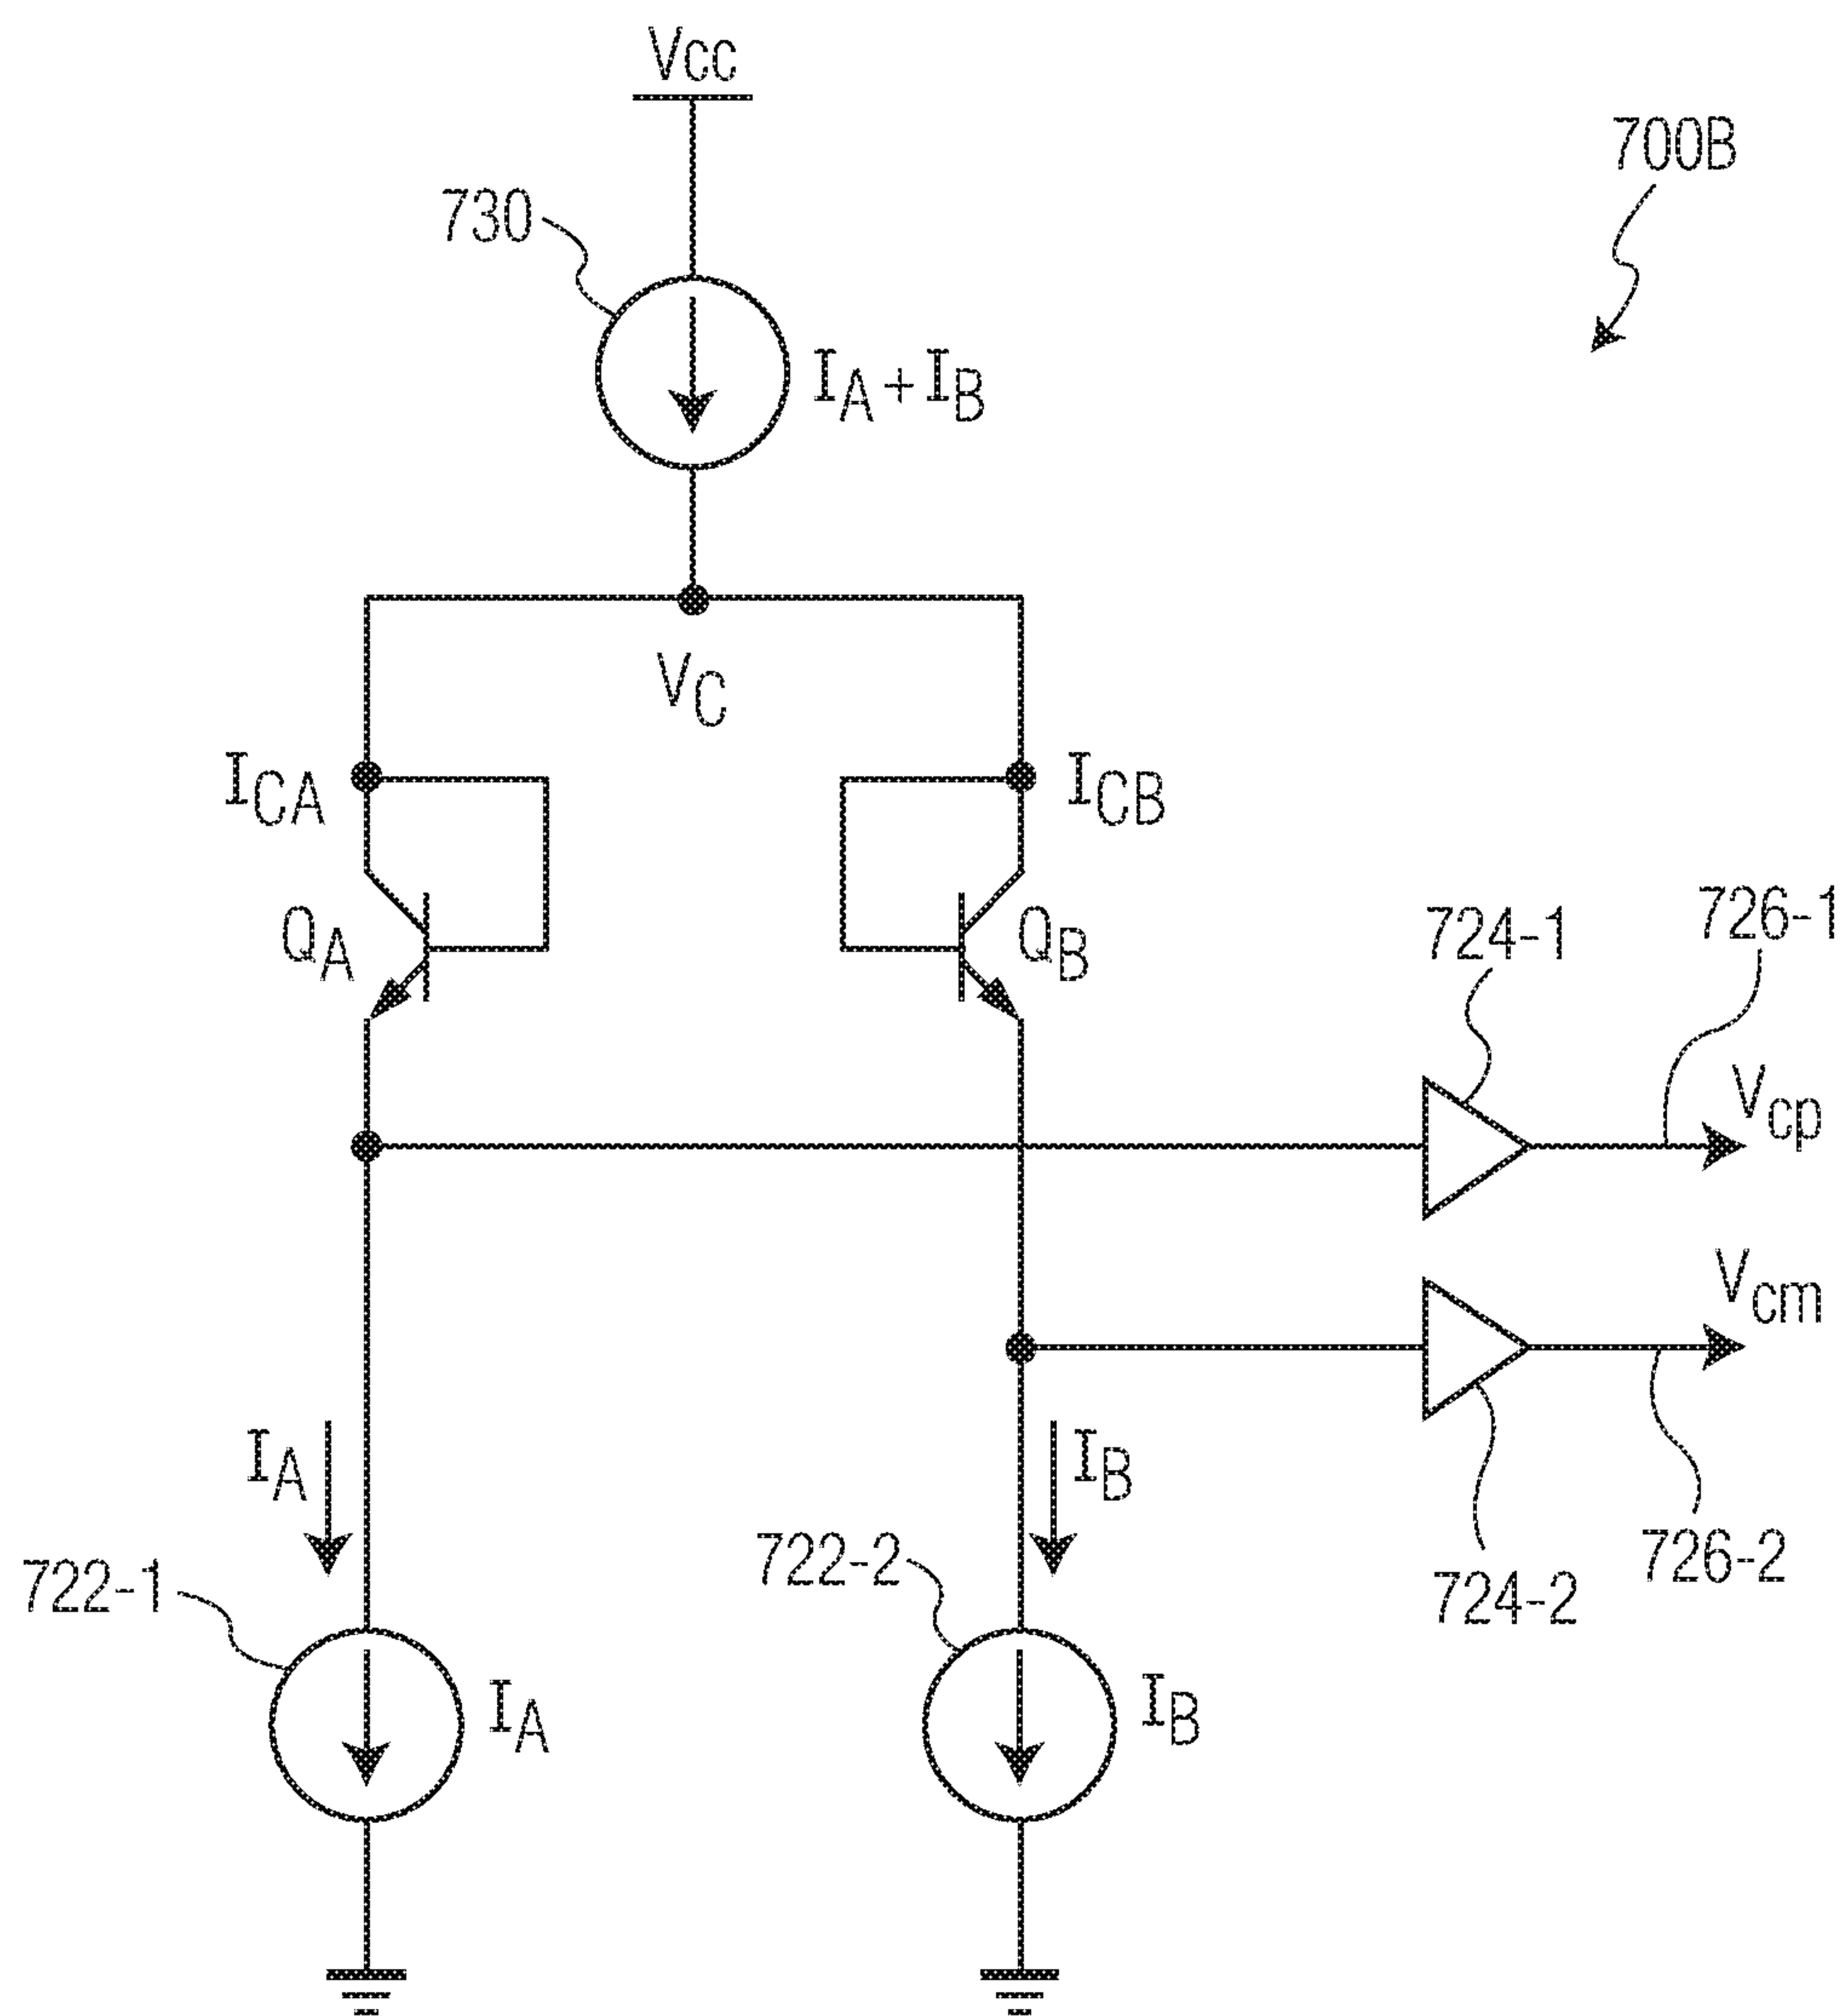 Vcc
700B
730
IA+IB
VC
ICA
ICB
QA
QB
724-1
726-1
Vcp
Vcm
IA
IB
722-1
722-2
724-2
726-2
IA
IB